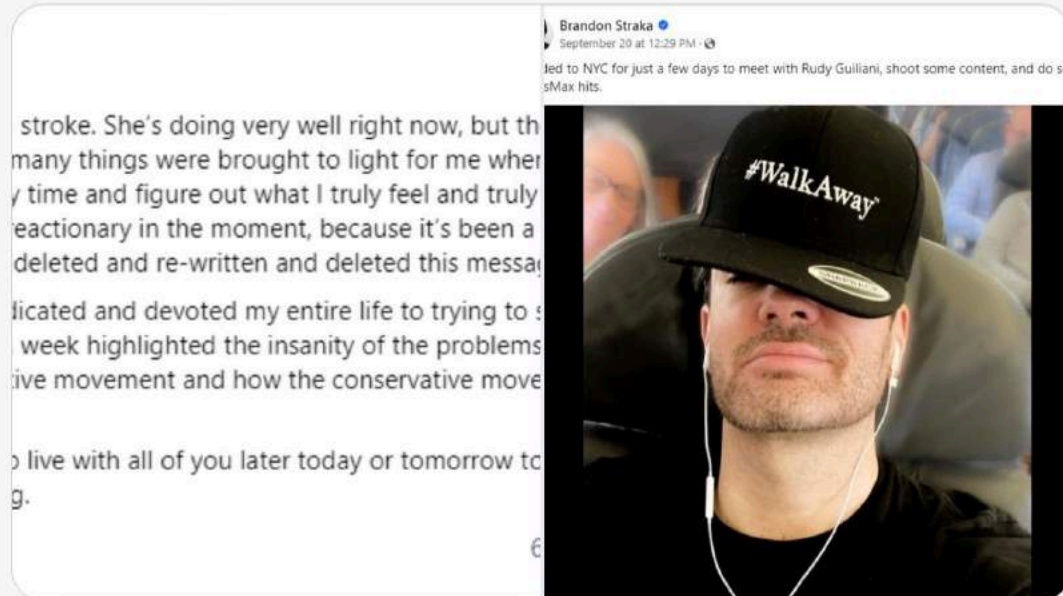 stroke. She's doing very well right now, but th
many things were brought to light for me when
time and figure out what I truly feel and truly
eactionary in the moment, because it's been a
deleted and re-written and deleted this messa
dicated and devoted my entire life to trying to s
week highlighted the insanity of the problems
ive movement and how the conservative move
live with all of you later today or tomorrow to
g.
6
Brandon Straka
September 20 at 12:29 PM ·
ded to NYC for just a few days to meet with Rudy Guiliani, shoot some content, and do s
sMax hits.
#WalkAway™